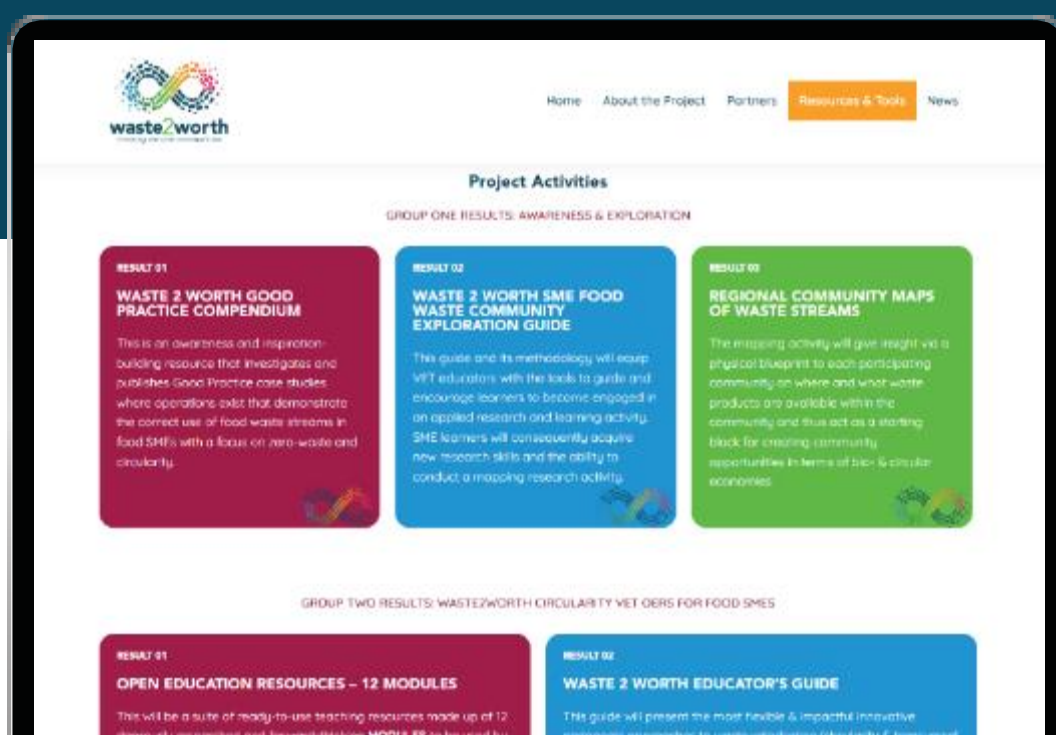 waste2worth
Home About the Project Partners Resources & Tools News
Project Activities
GROUP ONE RESULTS: AWARENESS & EXPLORATION
RESULT 01
WASTE 2 WORTH GOOD
PRACTICE COMPENDIUM
This is an awareness and inspiration-
building resource that investigates and
publishes Good Practice case studies
where operations exist that demonstrate
the correct use of food waste streams in
food SMEs with a focus on zero-waste and
circularity.
RESULT 02
WASTE 2 WORTH SME FOOD
WASTE COMMUNITY
EXPLORATION GUIDE
This guide and its methodology will equip
VET educators with the tools to guide and
encourage learners to become engaged in
an applied research and learning activity.
SME learners will consequently acquire
new research skills and the ability to
conduct a mapping research activity.
RESULT 03
REGIONAL COMMUNITY MAPS
OF WASTE STREAMS
The mapping activity will give insight via a
physical blueprint to each participating
community on where and what waste
products are available within the
community and thus act as a starting
block for creating community
opportunities in terms of bio- & circular
economies
GROUP TWO RESULTS: WASTE2WORTH CIRCULARITY VET OERS FOR FOOD SMES
RESULT 01
OPEN EDUCATION RESOURCES – 12 MODULES
This will be a suite of ready-to-use teaching resources made up of 12
MODULES to be used by
RESULT 02
WASTE 2 WORTH EDUCATOR'S GUIDE
This guide will present the most flexible & impactful innovative